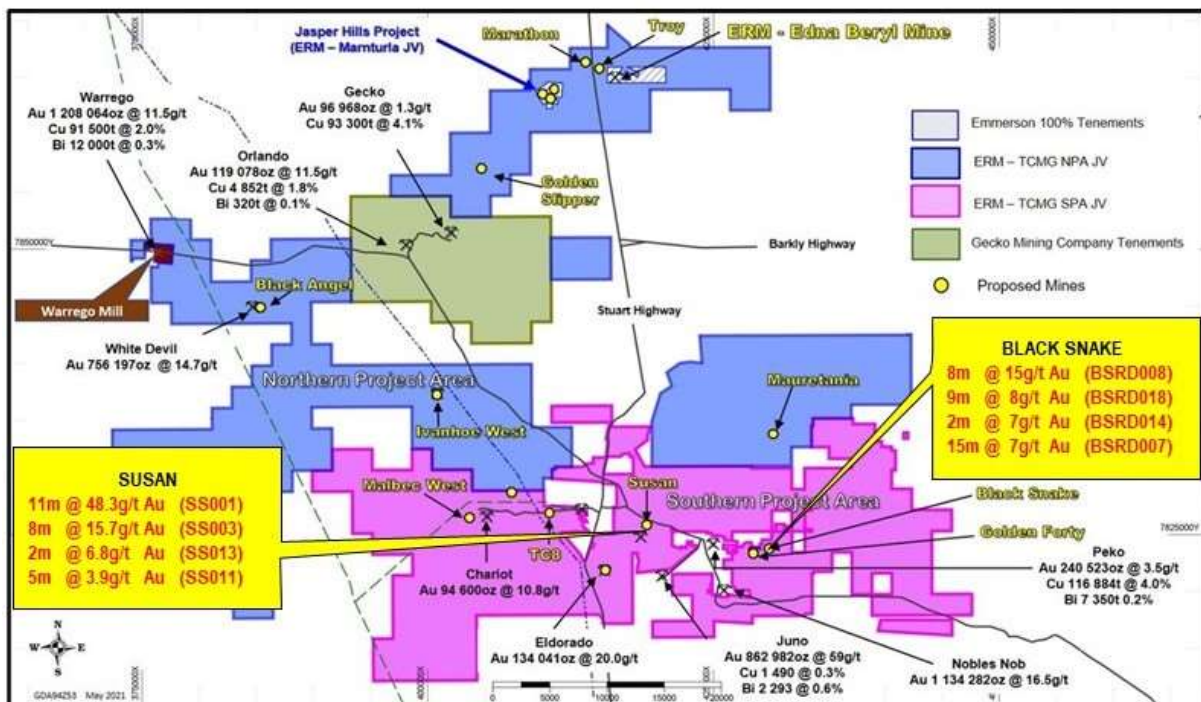 378000X
425000X
450000X
Jasper Hills Project
(ERM – Marnturla JV)
Marathon
Troy
ERM - Edna Beryl Mine
Warrego
Au 1 208 064oz @ 11.5g/t
Cu 91 500t @ 2.0%
Bi 12 000t @ 0.3%
Gecko
Au 96 968oz @ 1.3g/t
Cu 93 300t @ 4.1%
Orlando
Au 119 078oz @ 11.5g/t
Cu 4 852t @ 1.8%
Bi 320t @ 0.1%
Golden
Slipper
Emmerson 100% Tenements
ERM – TCMG NPA JV
ERM – TCMG SPA JV
Gecko Mining Company Tenements
Proposed Mines
7850000Y
Barkly Highway
Black Angel
Warrego Mill
Stuart Highway
White Devil
Au 756 197oz @ 14.7g/t
Northern Project Area
Mauretania
Ivanhoe West
BLACK SNAKE
8m @ 15g/t Au (BSRD008)
9m @ 8g/t Au (BSRD018)
2m @ 7g/t Au (BSRD014)
15m @ 7g/t Au (BSRD007)
SUSAN
11m @ 48.3g/t Au (SS001)
8m @ 15.7g/t Au (SS003)
2m @ 6.8g/t Au (SS013)
5m @ 3.9g/t Au (SS011)
Malbec West
Susan
Southern Project Area
Black Snake
Golden Forty
7825000Y
TC8
Chariot
Au 94 600oz @ 10.8g/t
Peko
Au 240 523oz @ 3.5g/t
Cu 116 884t @ 4.0%
Bi 7 350t 0.2%
Eldorado
Au 134 041oz @ 20.0g/t
Juno
Au 862 982oz @ 59g/t
Cu 1 490 @ 0.3%
Bi 2 293 @ 0.6%
Nobles Nob
Au 1 134 282oz @ 16.5g/t
N
W E
S
GDA94Z53 May 2021
400000X
0 5000 10000 15000 20000